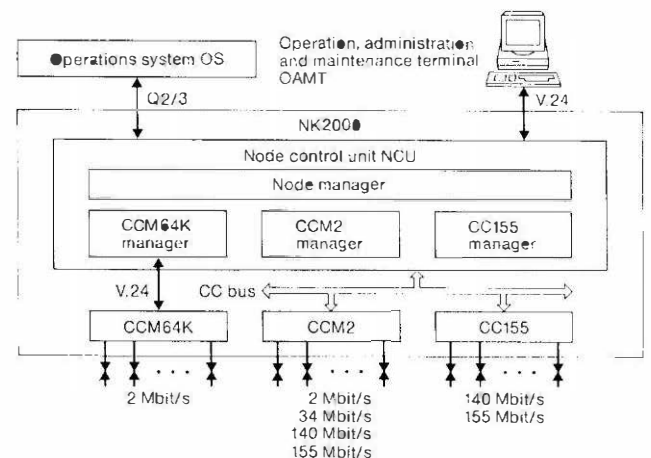 Operations system OS
Operation, administration
and maintenance terminal
OAMT
Q2/3
V.24
NK2000
Node control unit NCU
Node manager
CCM64K
manager
CCM2
manager
CC155
manager
V.24
CC bus
CCM64K
CCM2
CC155
2 Mbit/s
2 Mbit/s
34 Mbit/s
140 Mbit/s
155 Mbit/s
140 Mbit/s
155 Mbit/s